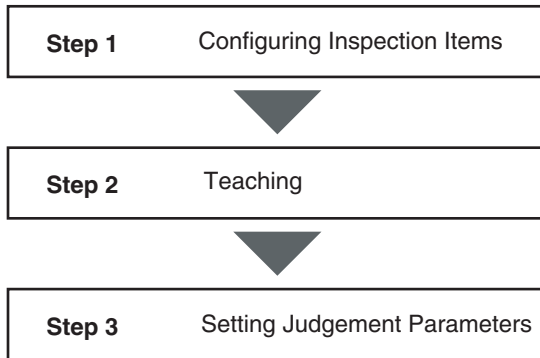 Step 1 Configuring Inspection Items
Step 2 Teaching
Step 3 Setting Judgement Parameters